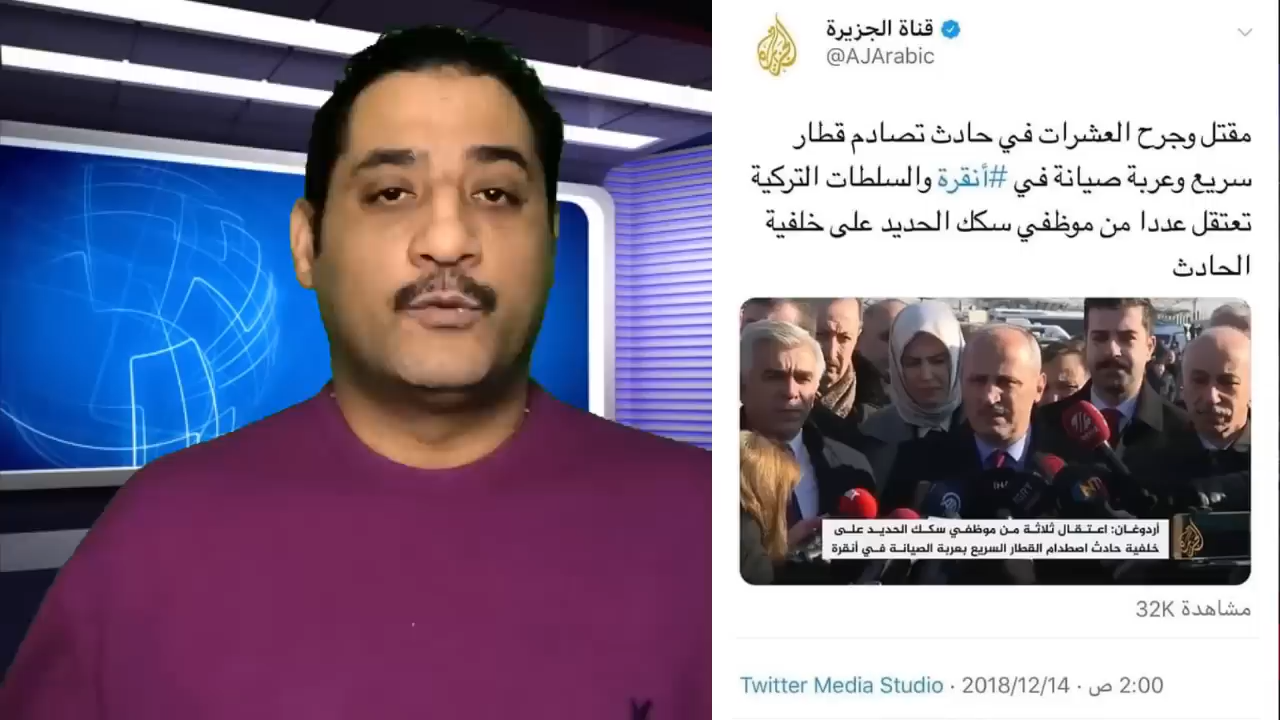 قناة الجزيرة
@AJArabic
مقتل وجرح العشرات في حادث تصادم قطار
سريع وعربة صيانة في #أنقرة والسلطات التركية
تعتقل عددا من موظفي سكك الحديد على خلفية
الحادث
أردوغان: اعتقال ثلاثة من موظفي سكك الحديد على
خلفية حادث اصطدام القطار السريع بعربة الصيانة في أنقرة
32K مشاهدة
2:00 ص · 2018/12/14 · Twitter Media Studio